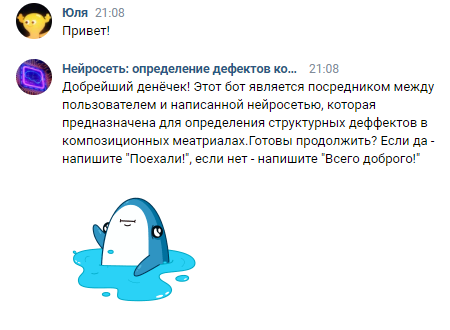 Юля 21:08
Привет!
Нейросеть: определение дефектов ко... 21:08
Добрейший денёчек! Этот бот является посредником между
пользователем и написанной нейросетью, которая
предназначена для определения структурных деффектов в
композиционных меатриалах.Готовы продолжить? Если да -
напишите "Поехали!", если нет - напишите "Всего доброго!"